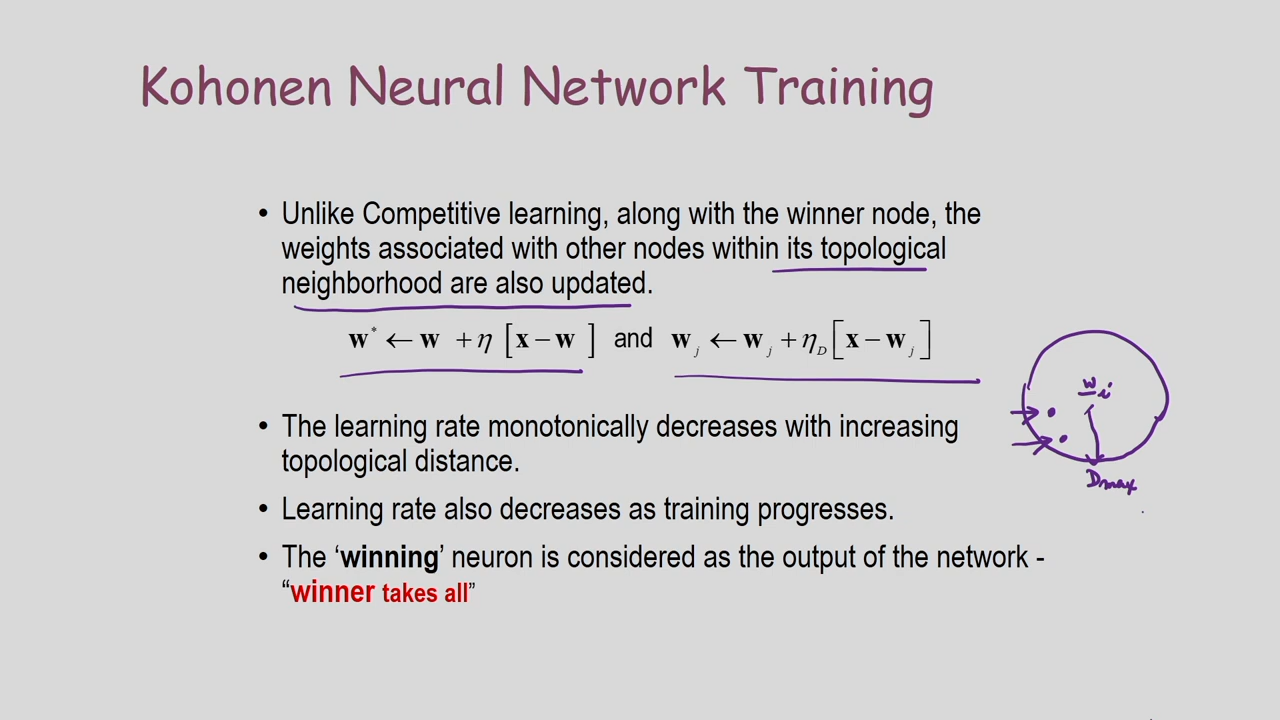 Kohonen Neural Network Training
• Unlike Competitive learning, along with the winner node, the
weights associated with other nodes within its topological
neighborhood are also updated.
w* ← w + η [x − w ] and w_j ← w_j + η_D [x − w_j]
w_i
• The learning rate monotonically decreases with increasing
topological distance.
Dmax
• Learning rate also decreases as training progresses.
• The ‘winning’ neuron is considered as the output of the network -
“winner takes all”